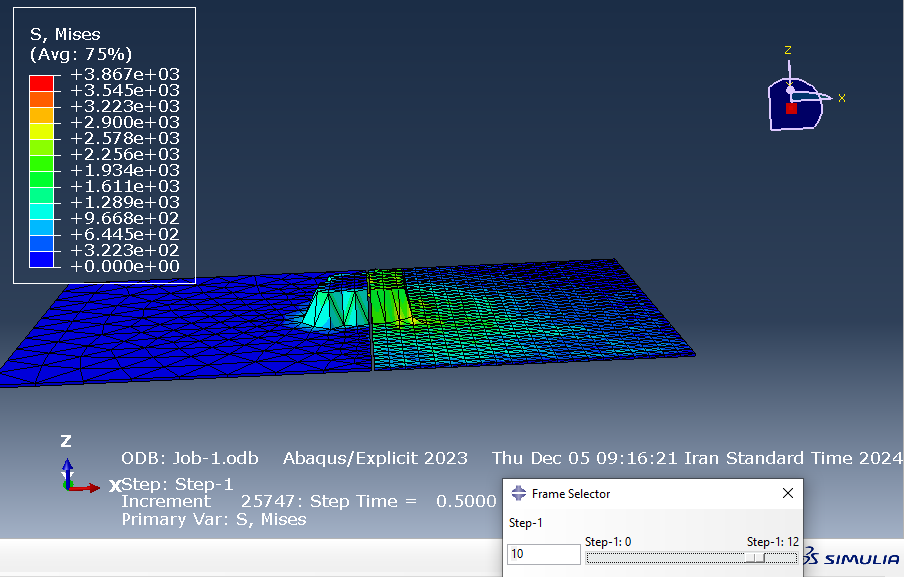 S, Mises
(Avg: 75%)
+3.867e+03
+3.545e+03
+3.223e+03
+2.900e+03
+2.578e+03
+2.256e+03
+1.934e+03
+1.611e+03
+1.289e+03
+9.668e+02
+6.445e+02
+3.223e+02
+0.000e+00
Z
X
Z
X
ODB: Job-1.odb Abaqus/Explicit 2023 Thu Dec 05 09:16:21 Iran Standard Time 2024
Step: Step-1
Increment 25747: Step Time = 0.5000
Primary Var: S, Mises
Frame Selector
Step-1
Step-1: 0 Step-1: 12
10
SIMULIA